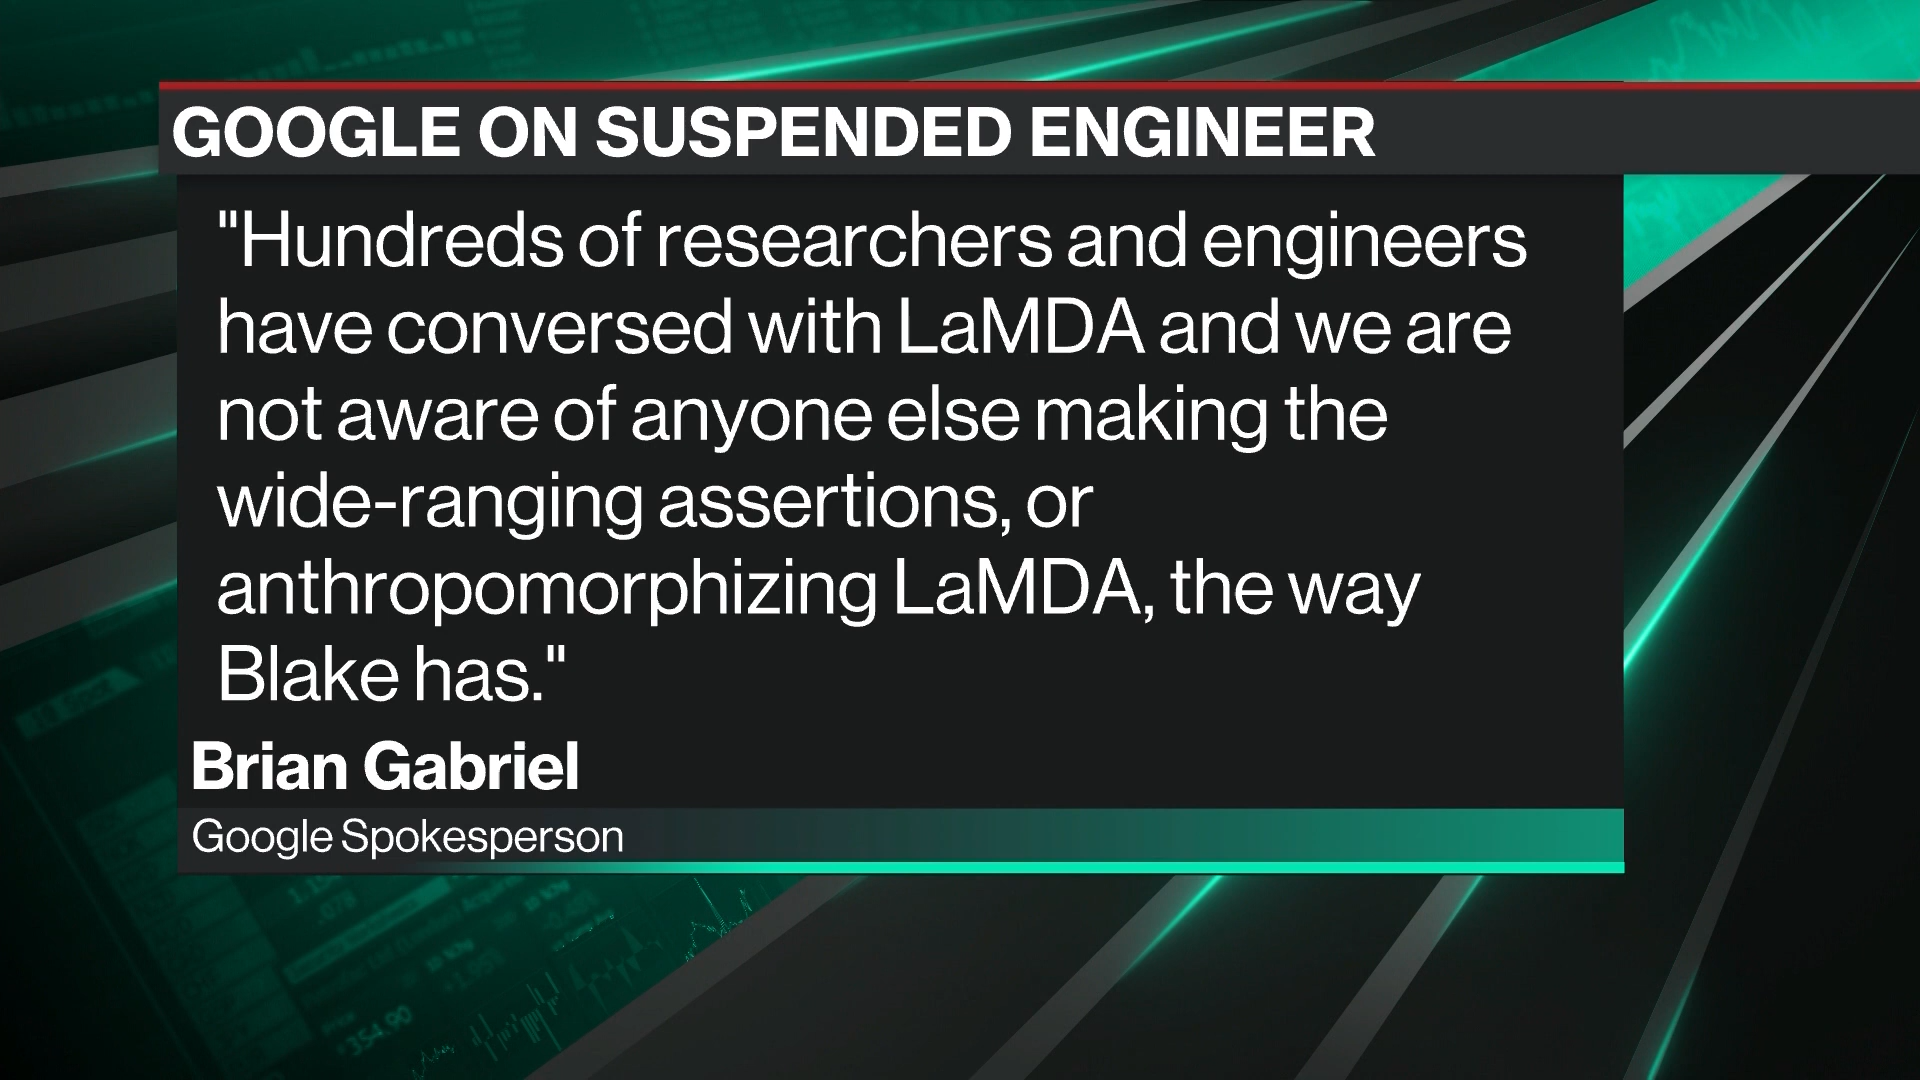 GOOGLE ON SUSPENDED ENGINEER
"Hundreds of researchers and engineers
have conversed with LaMDA and we are
not aware of anyone else making the
wide-ranging assertions, or
anthropomorphizing LaMDA, the way
Blake has."
Brian Gabriel
Google Spokesperson